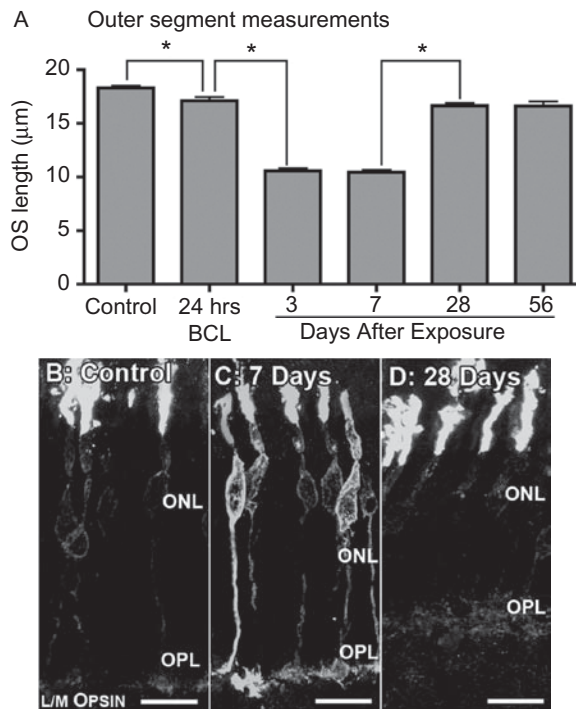 A Outer segment measurements
* * *
20
15
10
5
0
OS length (µm)
Control 24 hrs 3 7 28 56
BCL Days After Exposure
B: Control C: 7 Days D: 28 Days
ONL ONL ONL
OPL OPL OPL
L/M OPSIN